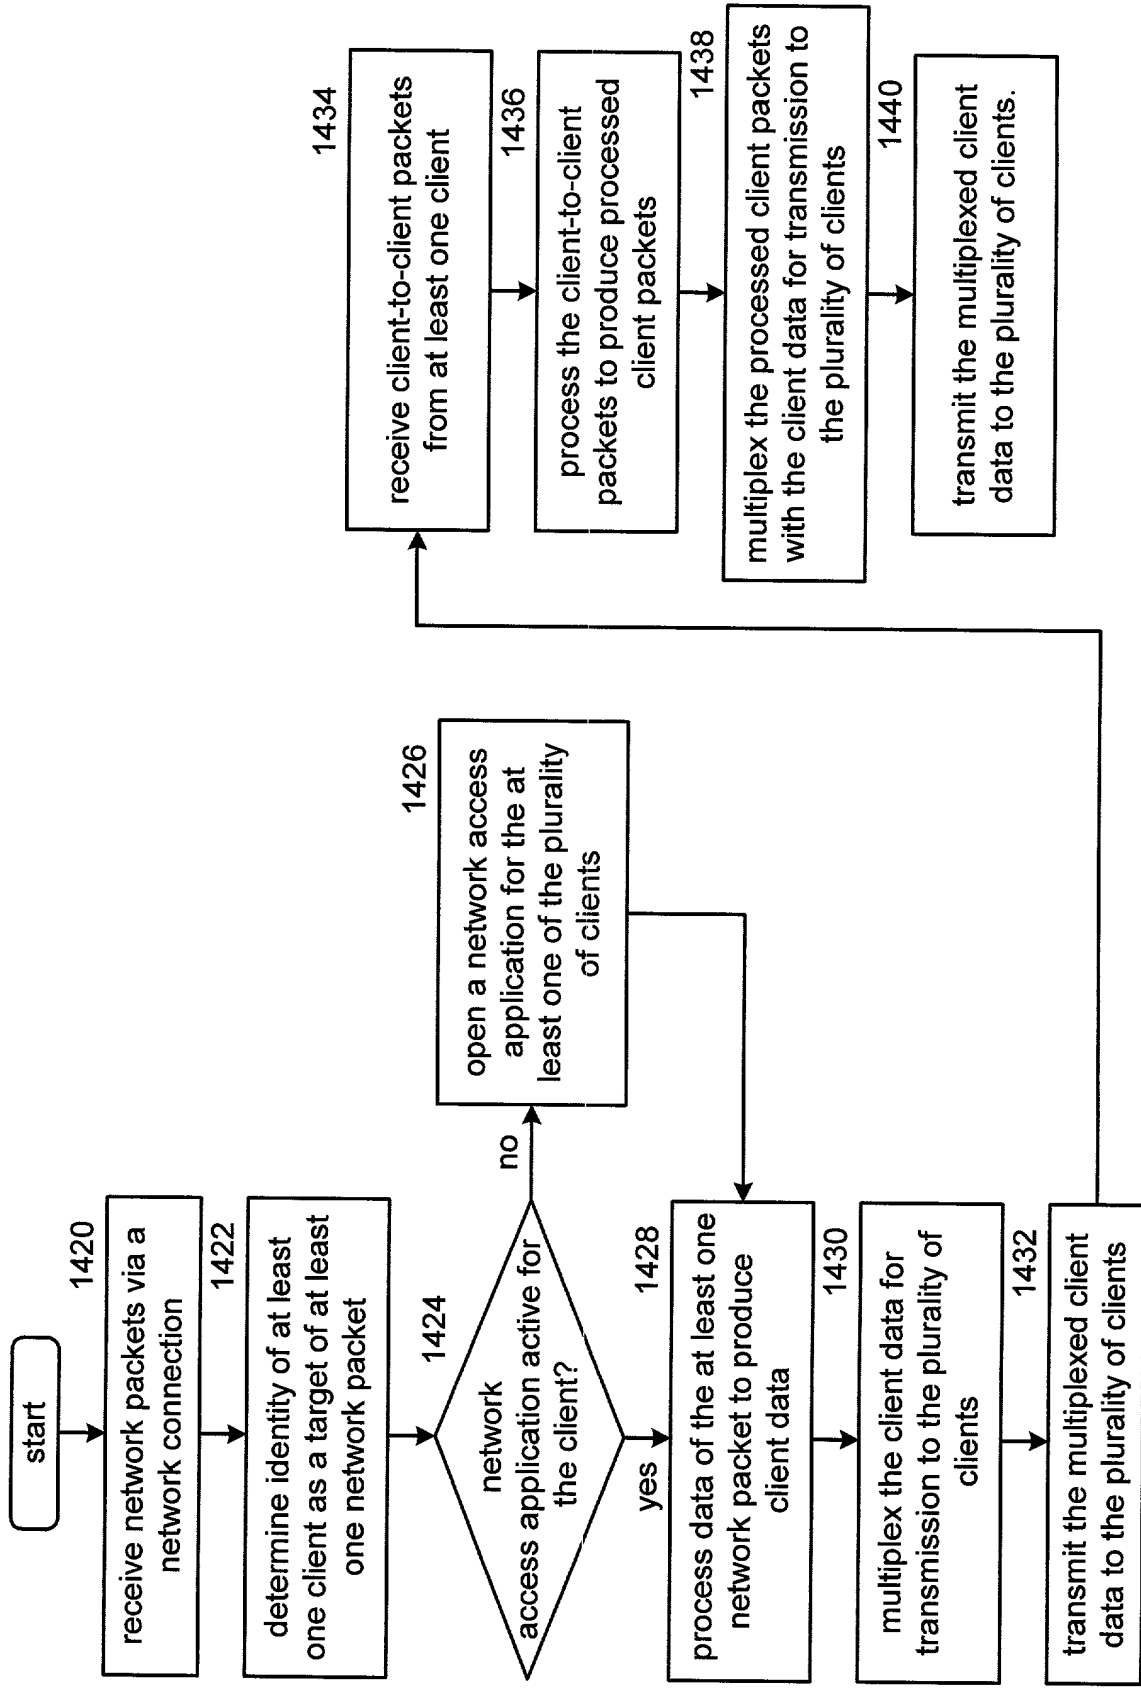 start
1420
receive network packets via a
network connection
1422
determine identity of at least
one client as a target of at least
one network packet
1424
network
access application active for
the client?
no
yes
1426
open a network access
application for the at
least one of the plurality
of clients
1428
process data of the at least one
network packet to produce
client data
1430
multiplex the client data for
transmission to the plurality of
clients
1432
transmit the multiplexed client
data to the plurality of clients
1434
receive client-to-client packets
from at least one client
1436
process the client-to-client
packets to produce processed
client packets
1438
multiplex the processed client packets
with the client data for transmission to
the plurality of clients
1440
transmit the multiplexed client
data to the plurality of clients.